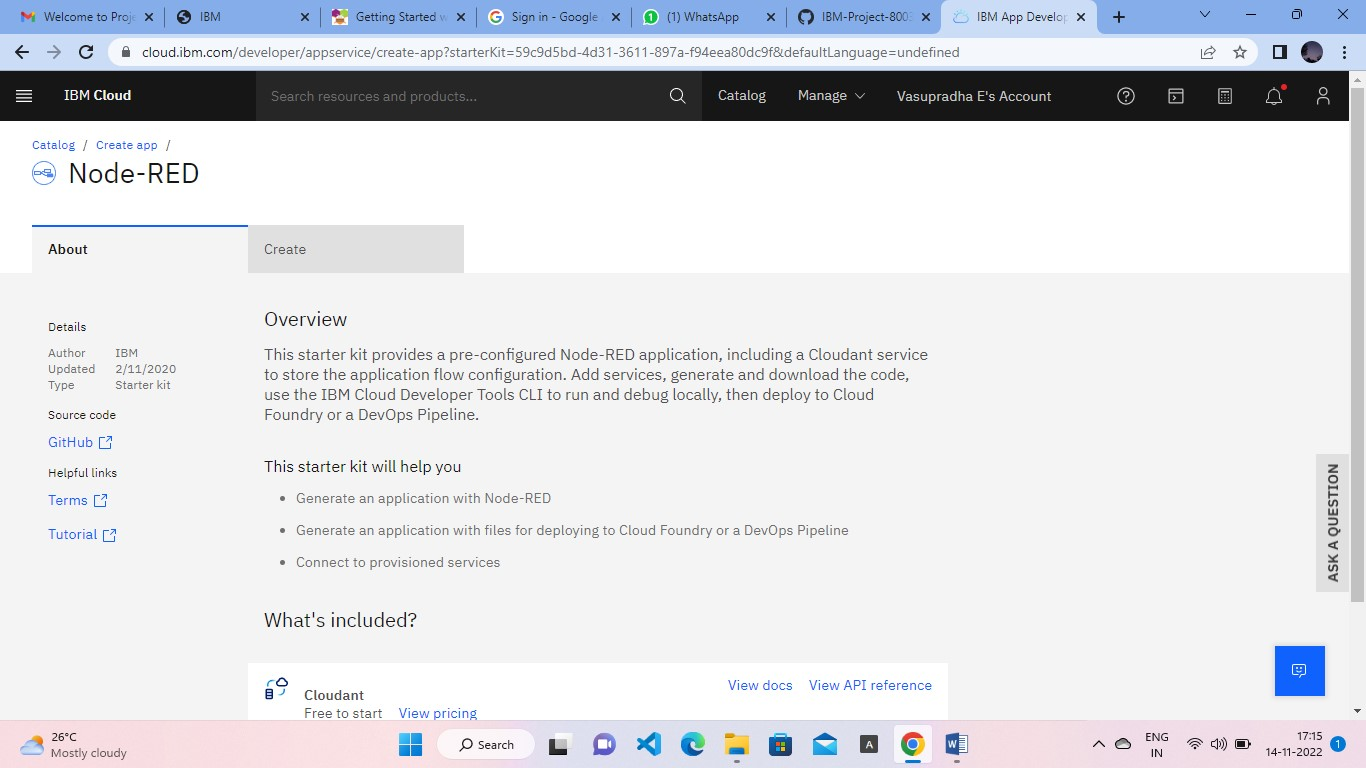 Welcome to Proje
IBM
Getting Started w
Sign in - Google
(1) WhatsApp
IBM-Project-8003
IBM App Develop
cloud.ibm.com/developer/appservice/create-app?starterKit=59c9d5bd-4d31-3611-897a-f94eea80dc9f&defaultLanguage=undefined
IBM Cloud
Search resources and products...
Catalog
Manage
Vasupradha E's Account
Catalog / Create app /
Node-RED
About
Create
Details
Author IBM
Updated 2/11/2020
Type Starter kit
Source code
GitHub
Helpful links
Terms
Tutorial
Overview
This starter kit provides a pre-configured Node-RED application, including a Cloudant service
to store the application flow configuration. Add services, generate and download the code,
use the IBM Cloud Developer Tools CLI to run and debug locally, then deploy to Cloud
Foundry or a DevOps Pipeline.
This starter kit will help you
• Generate an application with Node-RED
• Generate an application with files for deploying to Cloud Foundry or a DevOps Pipeline
• Connect to provisioned services
What's included?
Cloudant
Free to start View pricing
View docs View API reference
ASK A QUESTION
26°C
Mostly cloudy
Search
A
ENG
IN
17:15
14-11-2022
1